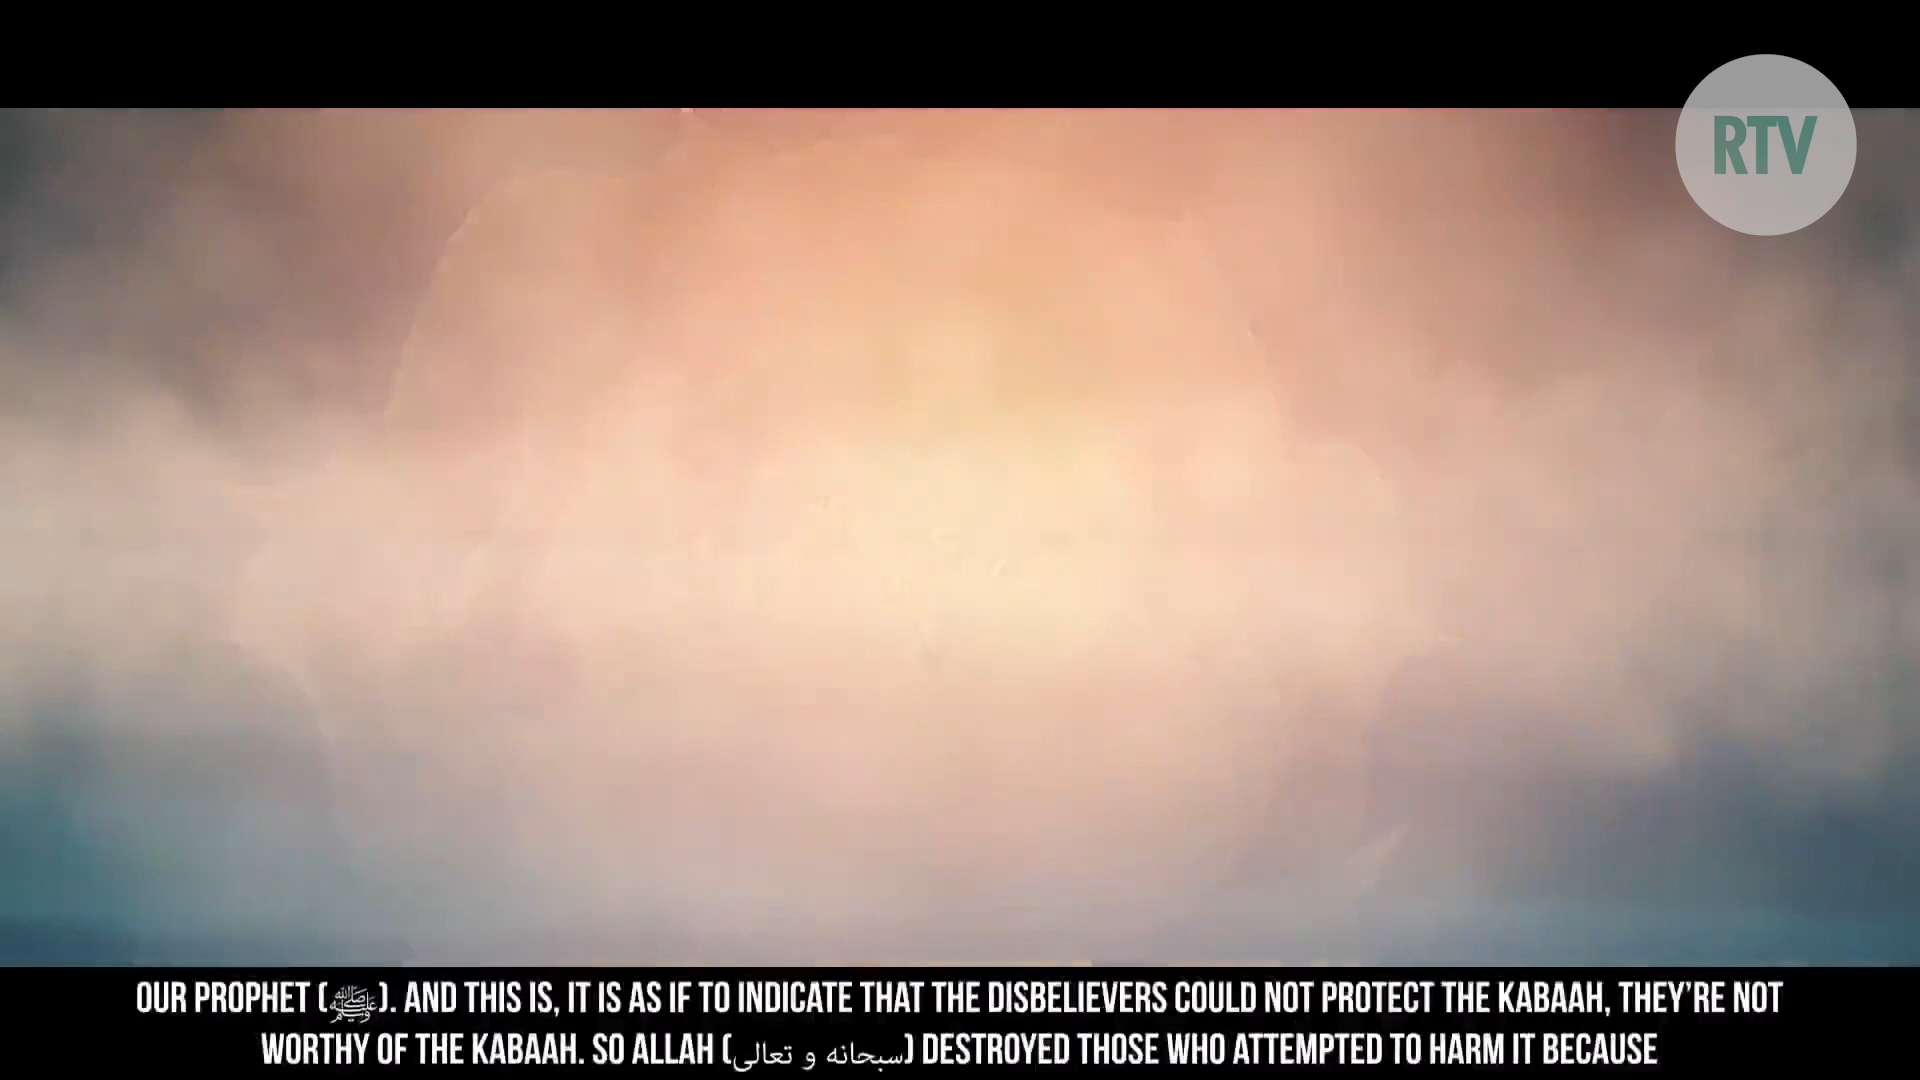 RTV
OUR PROPHET (ﷺ). AND THIS IS, IT IS AS IF TO INDICATE THAT THE DISBELIEVERS COULD NOT PROTECT THE KABAAH, THEY'RE NOT
WORTHY OF THE KABAAH. SO ALLAH (سبحانه و تعالى) DESTROYED THOSE WHO ATTEMPTED TO HARM IT BECAUSE